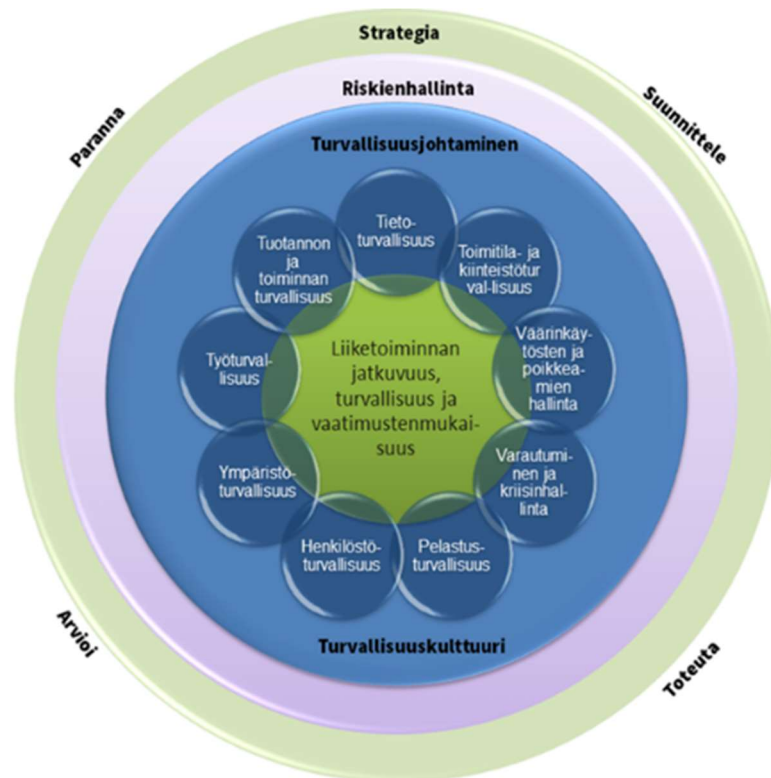 Strategia
Riskienhallinta
Paranna
Suunnittele
Turvallisuusjohtaminen
Tieto-
turvallisuus
Toimitila- ja
kiinteistötur
val-lisuus
Väärinkäy-
tösten ja
poikkea-
mien
hallinta
Varautumi-
nen ja
kriisinhal-
linta
Pelastus-
turvallisuus
Henkilöstö-
turvallisuus
Ympäristö-
turvallisuus
Työturval-
lisuus
Tuotannon
ja
toiminnan
turvallisuus
Liiketoiminnan
jatkuvuus,
turvallisuus ja
vaatimustenmukai-
suus
Turvallisuuskulttuuri
Arvioi
Toteuta